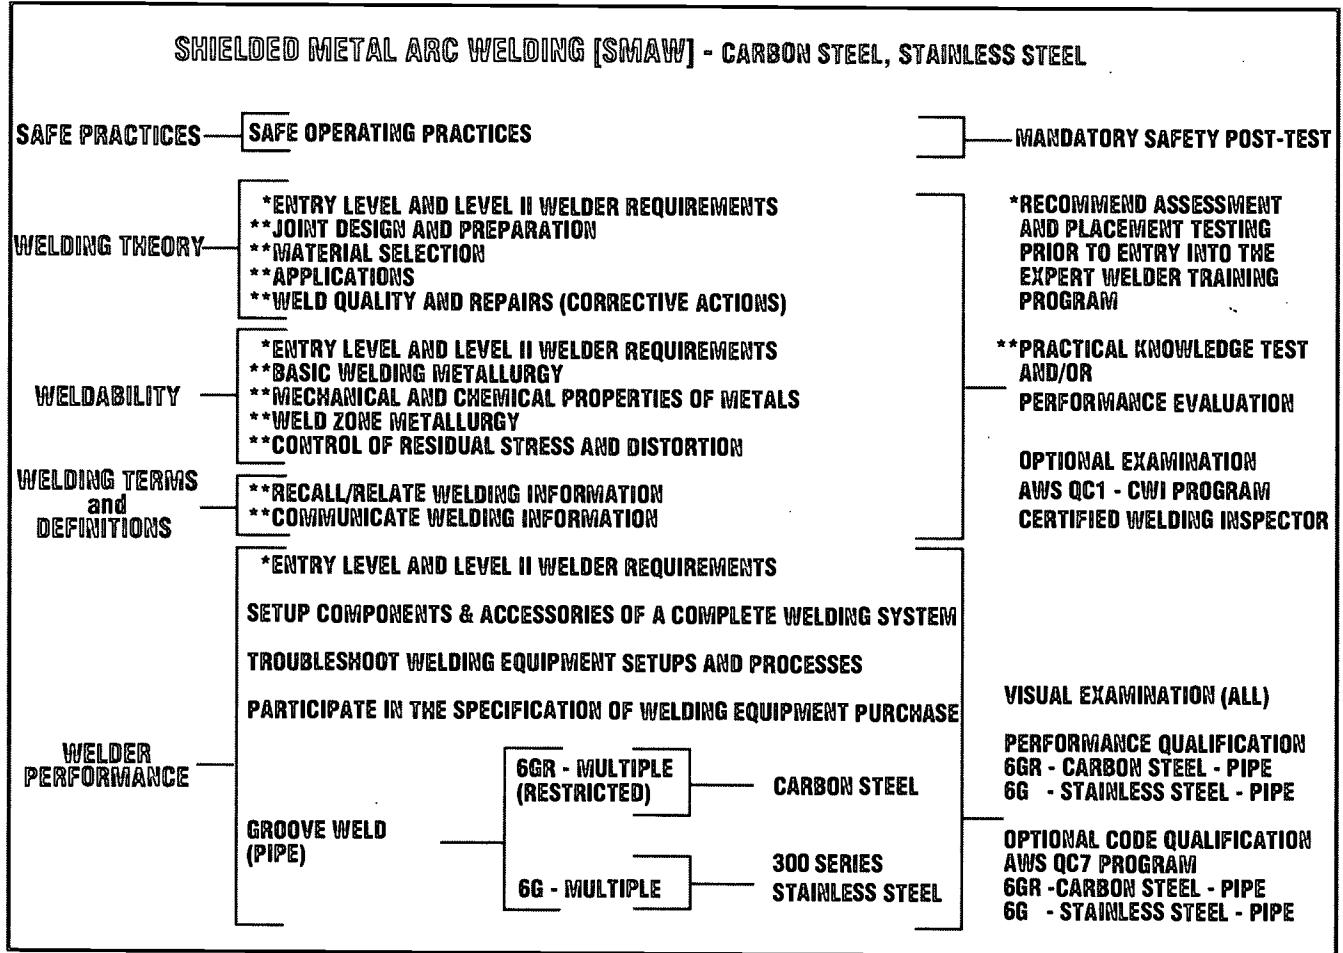 SHIELDED METAL ARC WELDING [SMAW] - CARBON STEEL, STAINLESS STEEL
SAFE PRACTICES
SAFE OPERATING PRACTICES
MANDATORY SAFETY POST-TEST
WELDING THEORY
*ENTRY LEVEL AND LEVEL II WELDER REQUIREMENTS
**JOINT DESIGN AND PREPARATION
**MATERIAL SELECTION
**APPLICATIONS
**WELD QUALITY AND REPAIRS (CORRECTIVE ACTIONS)
WELDABILITY
*ENTRY LEVEL AND LEVEL II WELDER REQUIREMENTS
**BASIC WELDING METALLURGY
**MECHANICAL AND CHEMICAL PROPERTIES OF METALS
**WELD ZONE METALLURGY
**CONTROL OF RESIDUAL STRESS AND DISTORTION
WELDING TERMS
and
DEFINITIONS
**RECALL/RELATE WELDING INFORMATION
**COMMUNICATE WELDING INFORMATION
*RECOMMEND ASSESSMENT
AND PLACEMENT TESTING
PRIOR TO ENTRY INTO THE
EXPERT WELDER TRAINING
PROGRAM
**PRACTICAL KNOWLEDGE TEST
AND/OR
PERFORMANCE EVALUATION
OPTIONAL EXAMINATION
AWS QC1 - CWI PROGRAM
CERTIFIED WELDING INSPECTOR
WELDER
PERFORMANCE
*ENTRY LEVEL AND LEVEL II WELDER REQUIREMENTS
SETUP COMPONENTS & ACCESSORIES OF A COMPLETE WELDING SYSTEM
TROUBLESHOOT WELDING EQUIPMENT SETUPS AND PROCESSES
PARTICIPATE IN THE SPECIFICATION OF WELDING EQUIPMENT PURCHASE
GROOVE WELD
(PIPE)
6GR - MULTIPLE
(RESTRICTED)
CARBON STEEL
6G - MULTIPLE
300 SERIES
STAINLESS STEEL
VISUAL EXAMINATION (ALL)
PERFORMANCE QUALIFICATION
6GR - CARBON STEEL - PIPE
6G - STAINLESS STEEL - PIPE
OPTIONAL CODE QUALIFICATION
AWS QC7 PROGRAM
6GR -CARBON STEEL - PIPE
6G - STAINLESS STEEL - PIPE